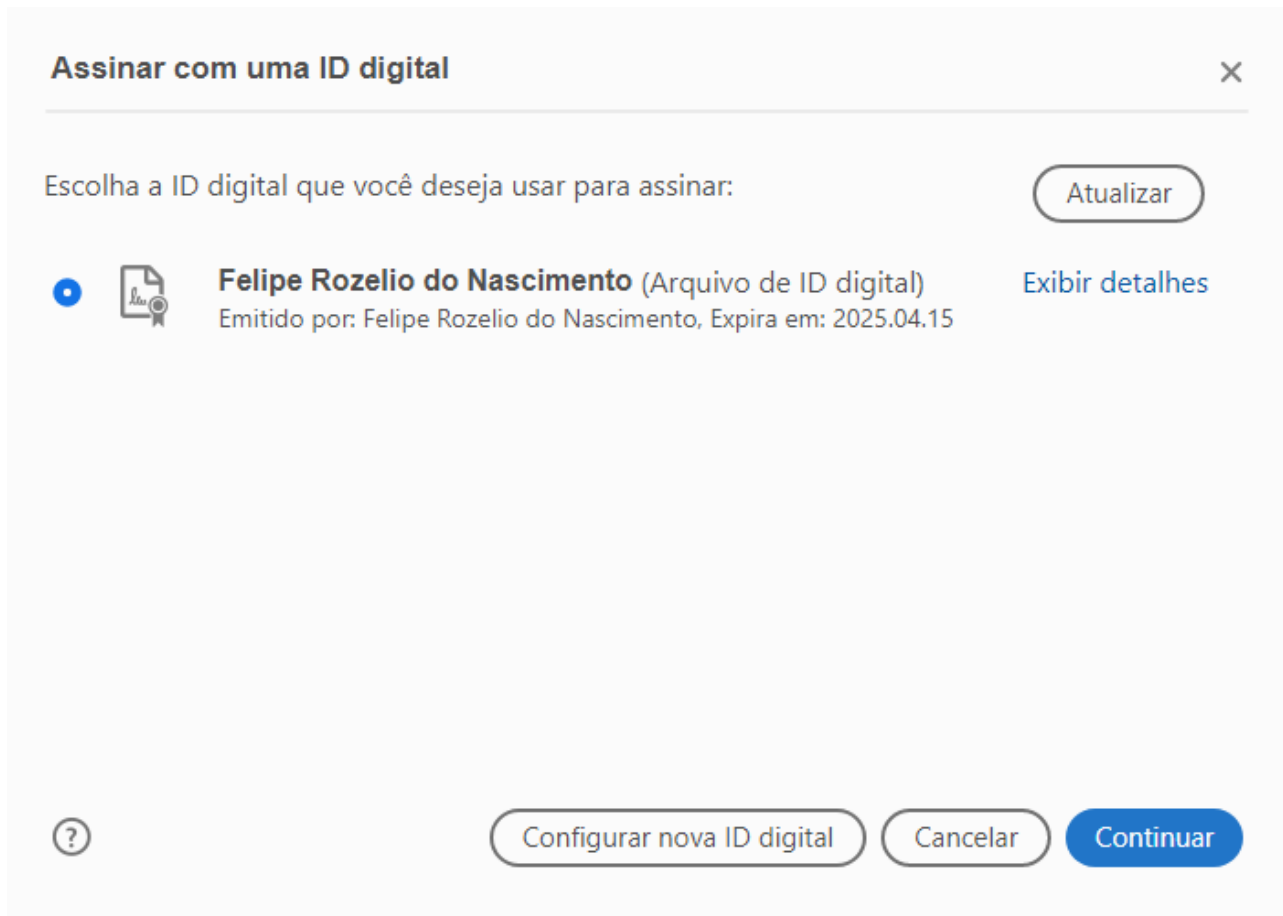 Assinar com uma ID digital
Escolha a ID digital que você deseja usar para assinar:
Atualizar
Felipe Rozelio do Nascimento (Arquivo de ID digital)
Exibir detalhes
Emitido por: Felipe Rozelio do Nascimento, Expira em: 2025.04.15
?
Configurar nova ID digital
Cancelar
Continuar